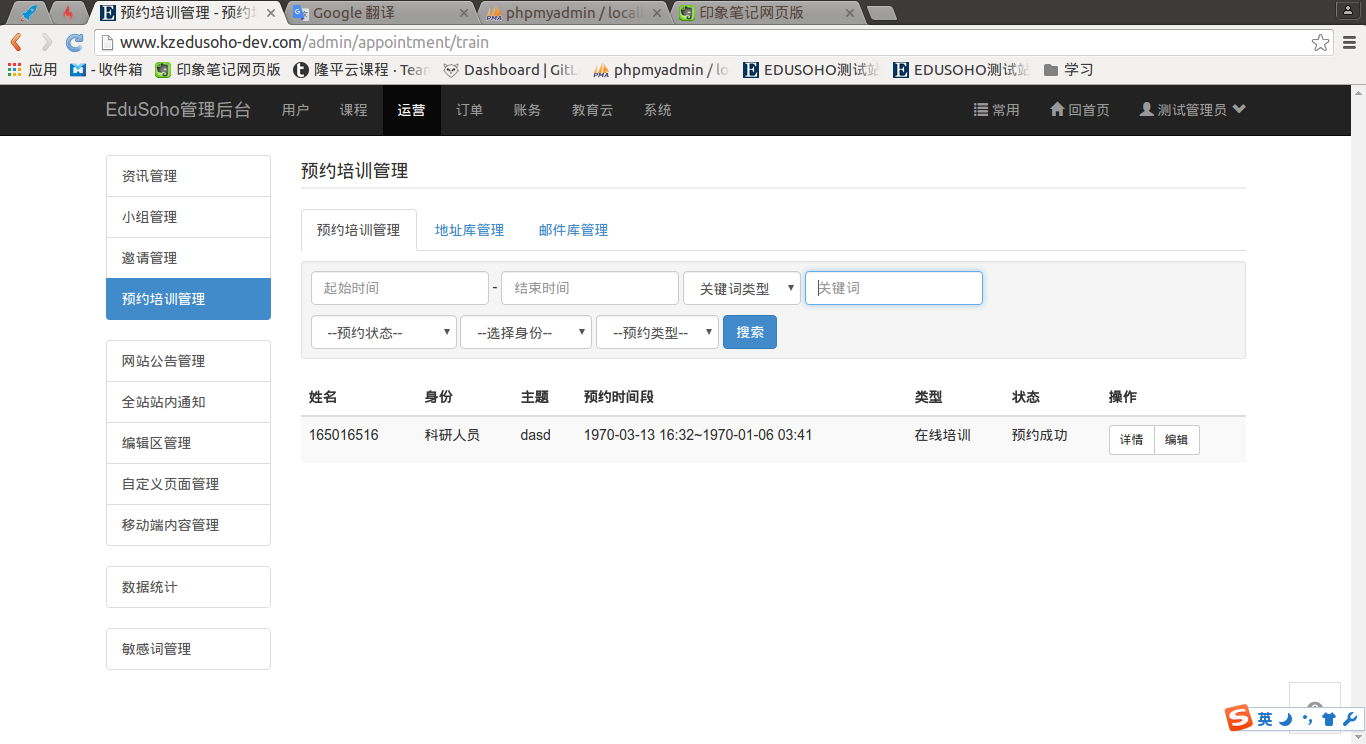 预约培训管理 - 预约培
Google 翻译
phpmyadmin / locall
印象笔记网页版
www.kzedusoho-dev.com/admin/appointment/train
应用
- 收件箱
印象笔记网页版
隆平云课程 · Tean
Dashboard | GitL
phpmyadmin / lo
EDUSOHO测试站
EDUSOHO测试站
学习
EduSoho管理后台
用户
课程
运营
订单
账务
教育云
系统
常用
回首页
测试管理员
资讯管理
小组管理
邀请管理
预约培训管理
网站公告管理
全站站内通知
编辑区管理
自定义页面管理
移动端内容管理
数据统计
敏感词管理
预约培训管理
预约培训管理
地址库管理
邮件库管理
起始时间 - 结束时间 关键词类型 关键词
--预约状态-- --选择身份-- --预约类型-- 搜索
姓名 身份 主题 预约时间段 类型 状态 操作
165016516 科研人员 dasd 1970-03-13 16:32~1970-01-06 03:41 在线培训 预约成功 详情 编辑
英